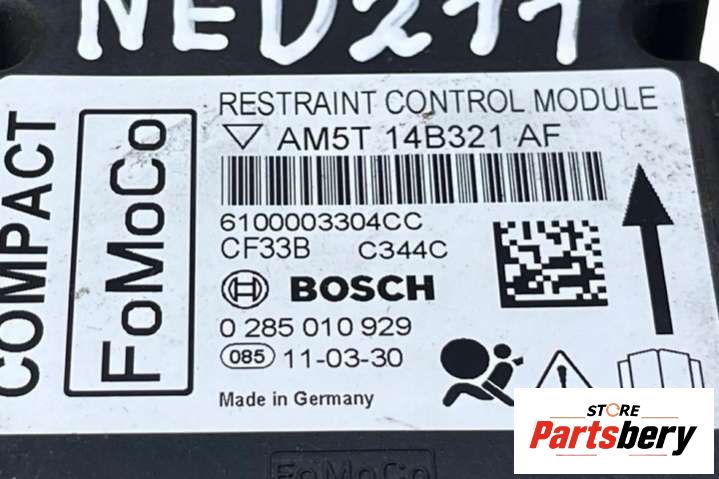 NEU211
RESTRAINT CONTROL MODULE
AM5T 14B321 AF
6100003304CC
CF33B C344C
BOSCH
0 285 010 929
085 11-03-30
Made in Germany
COMPACT
FoMoCo
FoMoCo
STORE
Partsbery